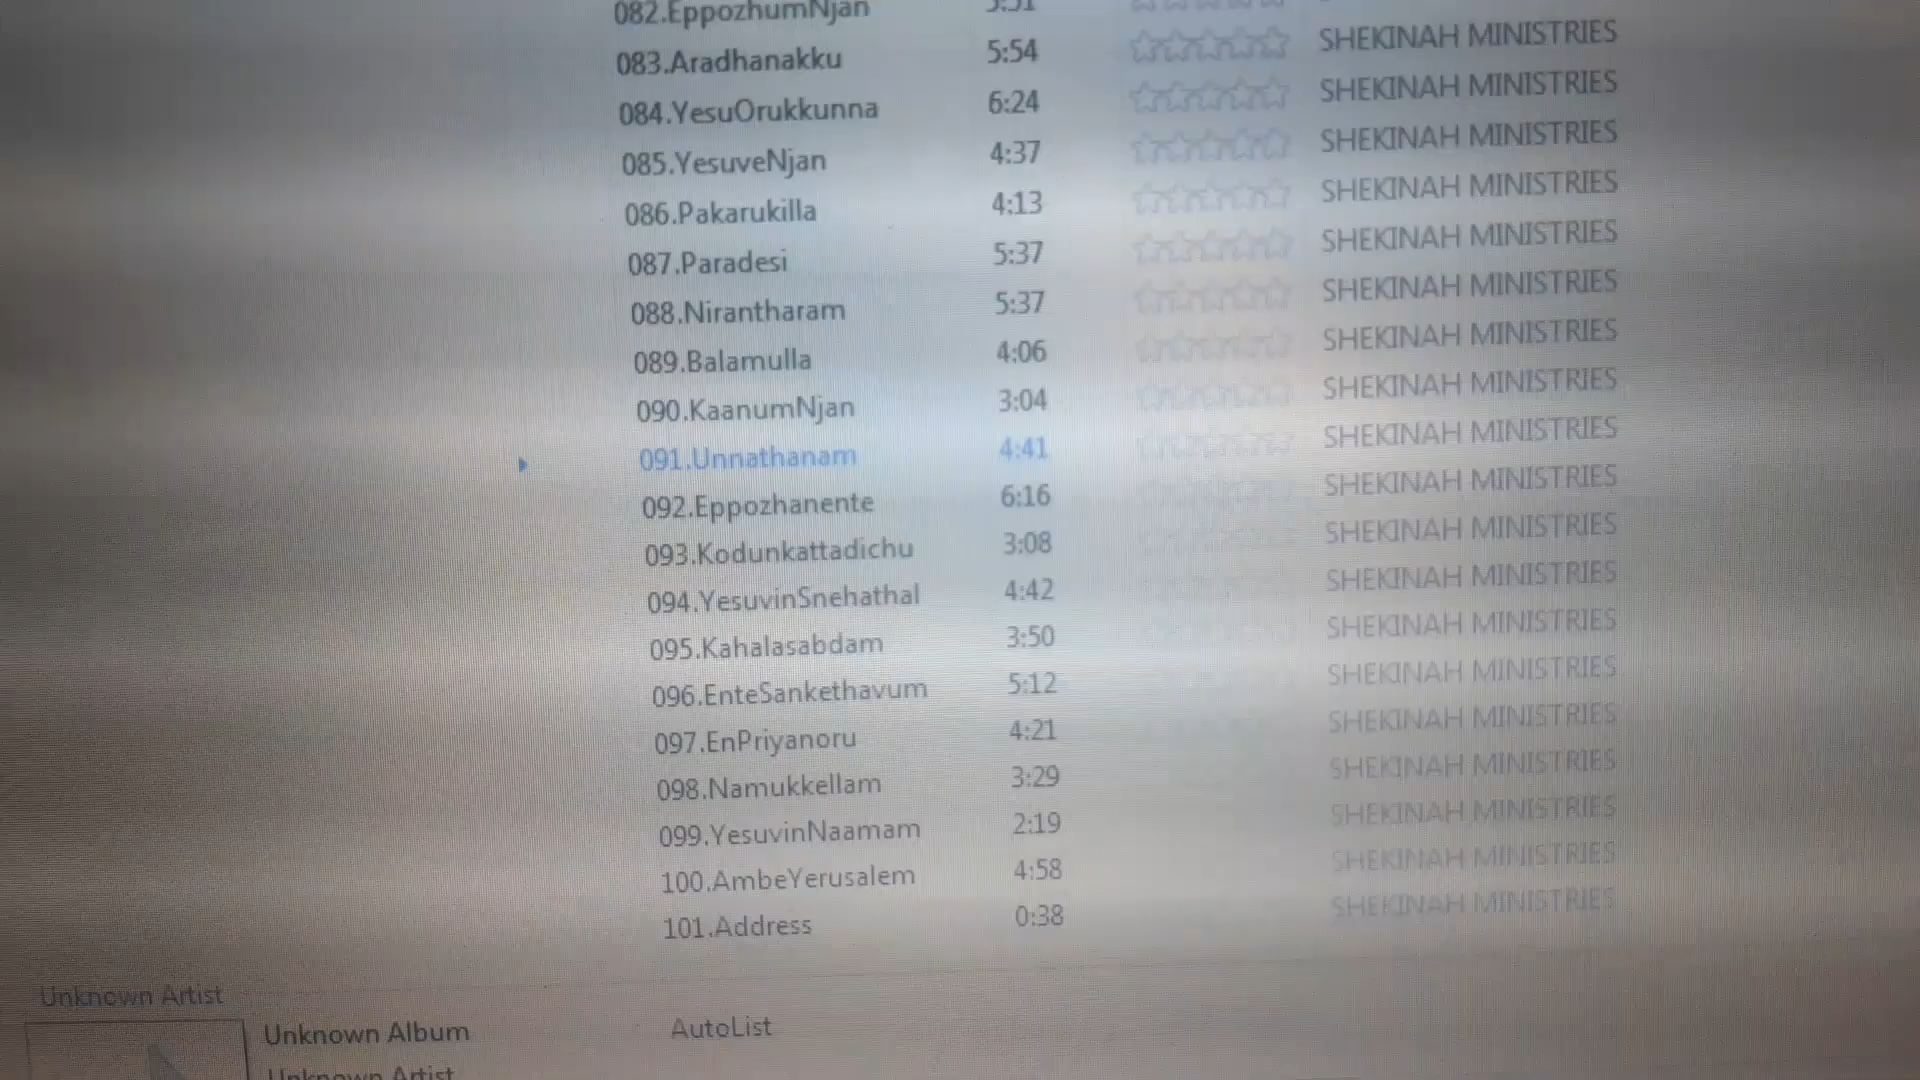 082.EppozhumNjan
083.Aradhanakku 5:54 SHEKINAH MINISTRIES
084.YesuOrukkunna 6:24 SHEKINAH MINISTRIES
085.YesuveNjan 4:37 SHEKINAH MINISTRIES
086.Pakarukilla 4:13 SHEKINAH MINISTRIES
087.Paradesi 5:37 SHEKINAH MINISTRIES
088.Nirantharam 5:37 SHEKINAH MINISTRIES
089.Balamulla 4:06 SHEKINAH MINISTRIES
090.KaanumNjan 3:04 SHEKINAH MINISTRIES
091.Unnathanam 4:41 SHEKINAH MINISTRIES
092.Eppozhanente 6:16 SHEKINAH MINISTRIES
093.Kodunkattadichu 3:08 SHEKINAH MINISTRIES
094.YesuvinSnehathal 4:42 SHEKINAH MINISTRIES
095.Kahalasabdam 3:50 SHEKINAH MINISTRIES
096.EnteSankethavum 5:12 SHEKINAH MINISTRIES
097.EnPriyanoru 4:21 SHEKINAH MINISTRIES
098.Namukkellam 3:29 SHEKINAH MINISTRIES
099.YesuvinNaamam 2:19 SHEKINAH MINISTRIES
100.AmbeYerusalem 4:58 SHEKINAH MINISTRIES
101.Address 0:38 SHEKINAH MINISTRIES
Unknown Artist
Unknown Album AutoList
Unknown Artist